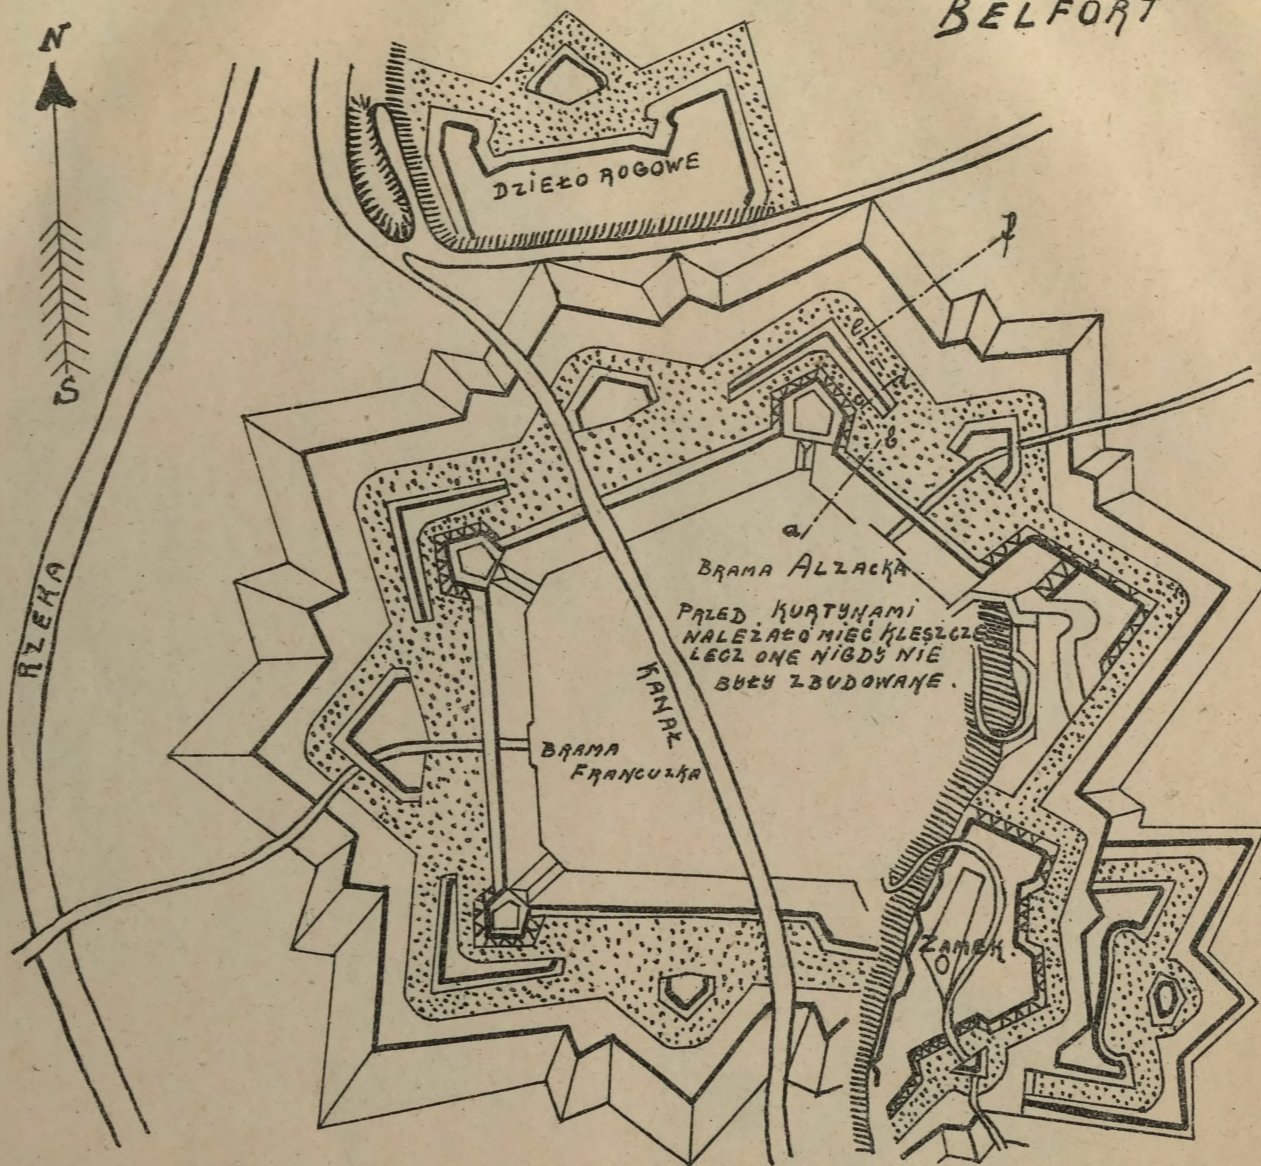 BELFORT
N
S
DZIEŁO ROGOWE
f
e
d
c
b
a
BRAMA ALZACKA
PRZED KURTYNAMI
NALEŻAŁO MIEĆ KLESZCZE
LECZ ONE NIGDY NIE
BYŁY ZBUDOWANE.
RZEKA
KANAŁ
BRAMA
FRANCUZKA
ZAMEK